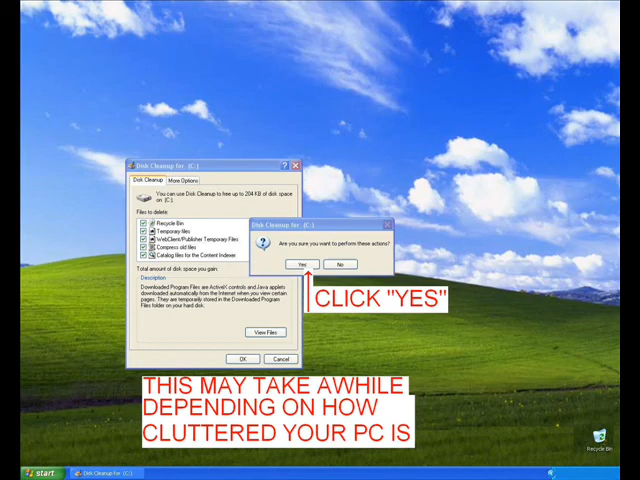 Disk Cleanup for (C:)
Disk Cleanup
More Options
You can use Disk Cleanup to free up to 204 KB of disk space
on (C:).
Files to delete:
Recycle Bin
Temporary files
WebClient/Publisher Temporary Files
Compress old files
Catalog files for the Content Indexer
Total amount of disk space you gain:
Description
Downloaded Program Files are ActiveX controls and Java applets
downloaded automatically from the Internet when you view certain
pages. They are temporarily stored in the Downloaded Program
Files folder on your hard disk.
View Files
OK
Cancel
Disk Cleanup for (C:)
?
Are you sure you want to perform these actions?
Yes
No
CLICK "YES"
THIS MAY TAKE AWHILE
DEPENDING ON HOW
CLUTTERED YOUR PC IS
Recycle Bin
start
Disk Cleanup for (C:)